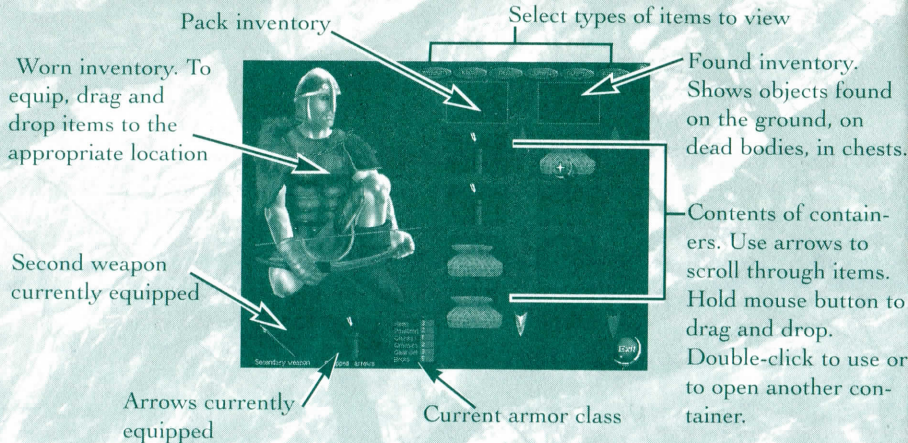 Pack inventory
Select types of items to view
Worn inventory. To
equip, drag and
drop items to the
appropriate location
Found inventory.
Shows objects found
on the ground, on
dead bodies, in chests.
Contents of contain-
ers. Use arrows to
scroll through items.
Hold mouse button to
drag and drop.
Double-click to use or
to open another con-
tainer.
Second weapon
currently equipped
Secondary weapon
arrows
Exit
Arrows currently
equipped
Current armor class